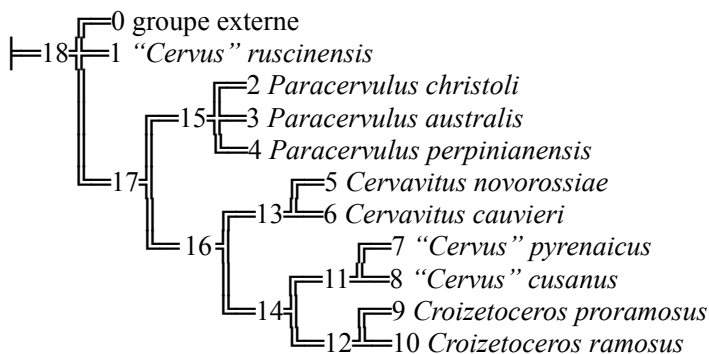 0 groupe externe
18 1 “Cervus” ruscinensis
2 Paracervulus christoli
15 3 Paracervulus australis
4 Paracervulus perpinianensis
17 5 Cervavitus novorossiae
13 6 Cervavitus cauvieri
16 7 “Cervus” pyrenaicus
11 8 “Cervus” cusanus
14 9 Croizetoceros proramosus
12 10 Croizetoceros ramosus